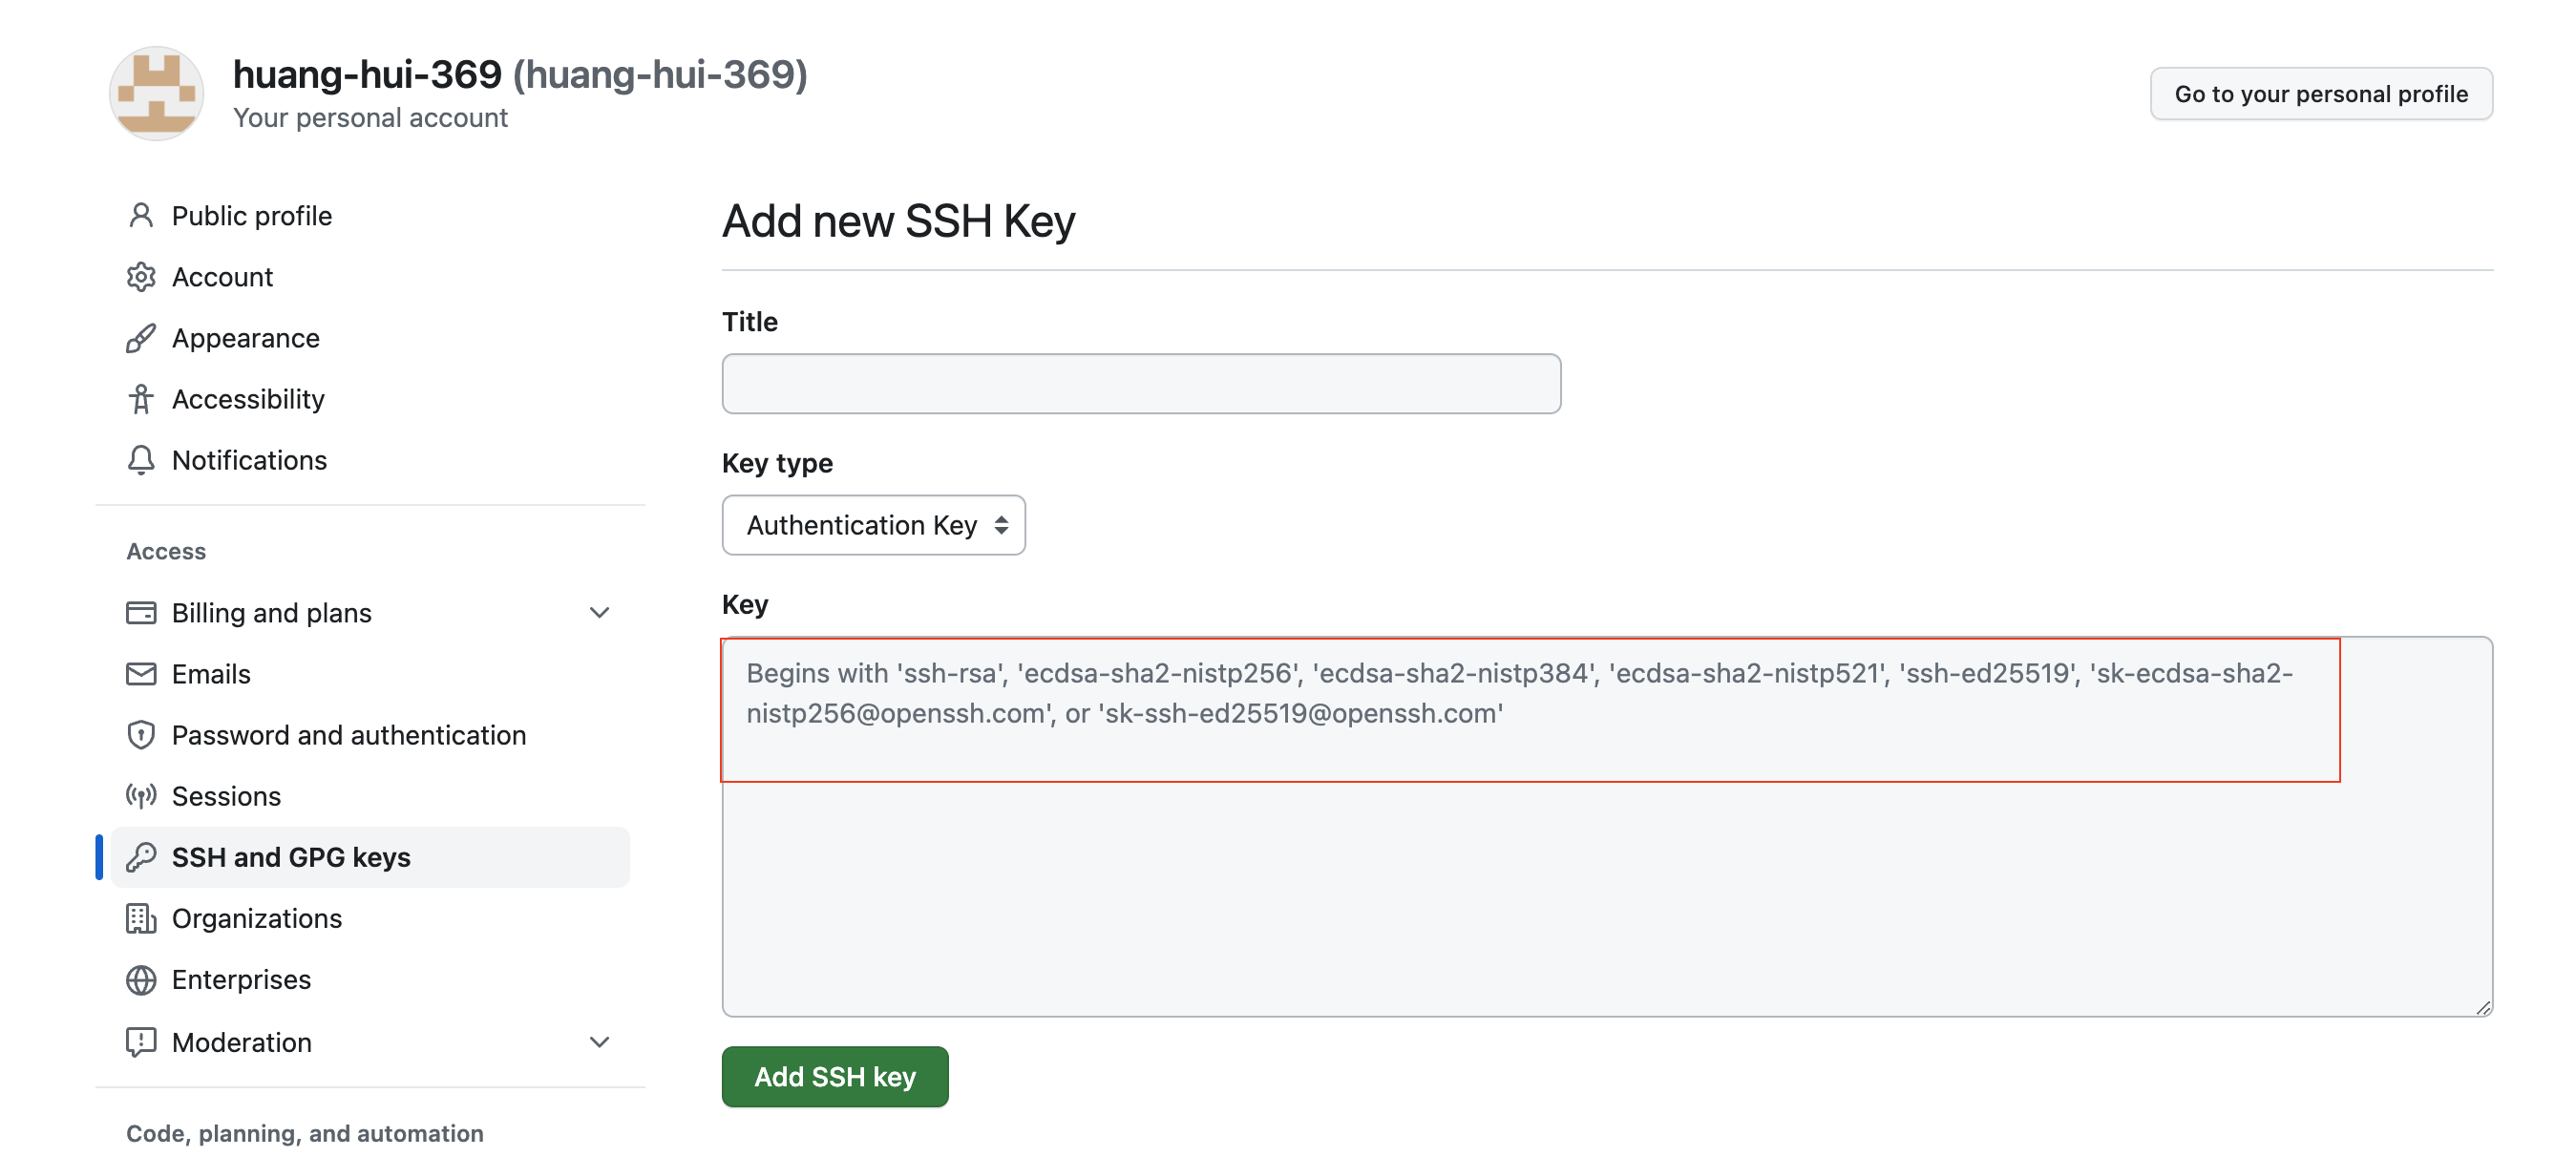 huang-hui-369 (huang-hui-369)
Your personal account
Go to your personal profile
Public profile
Account
Appearance
Accessibility
Notifications
Access
Billing and plans
Emails
Password and authentication
Sessions
SSH and GPG keys
Organizations
Enterprises
Moderation
Code, planning, and automation
Add new SSH Key
Title
Key type
Authentication Key
Key
Begins with 'ssh-rsa', 'ecdsa-sha2-nistp256', 'ecdsa-sha2-nistp384', 'ecdsa-sha2-nistp521', 'ssh-ed25519', 'sk-ecdsa-sha2-
nistp256@openssh.com', or 'sk-ssh-ed25519@openssh.com'
Add SSH key